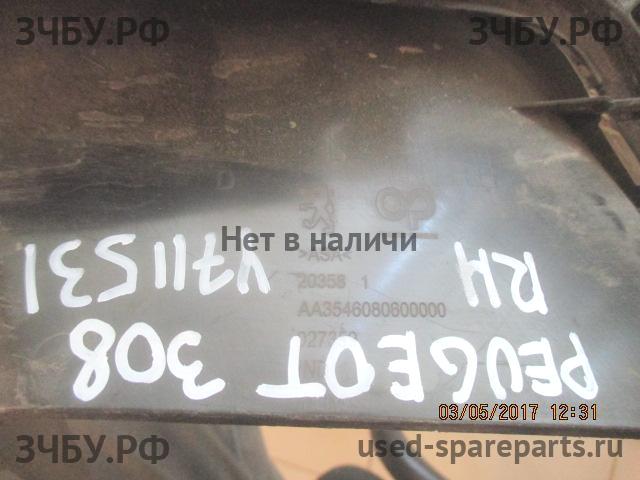 ЗЧБУ.РФ
ЗЧБУ.РФ
Нет в наличи
>ASA<
20358 1
AA3546080600000
PEUGEOT 308
RH
V711531
03/05/2017 12:31
ЗЧБУ.РФ
used-spareparts.ru